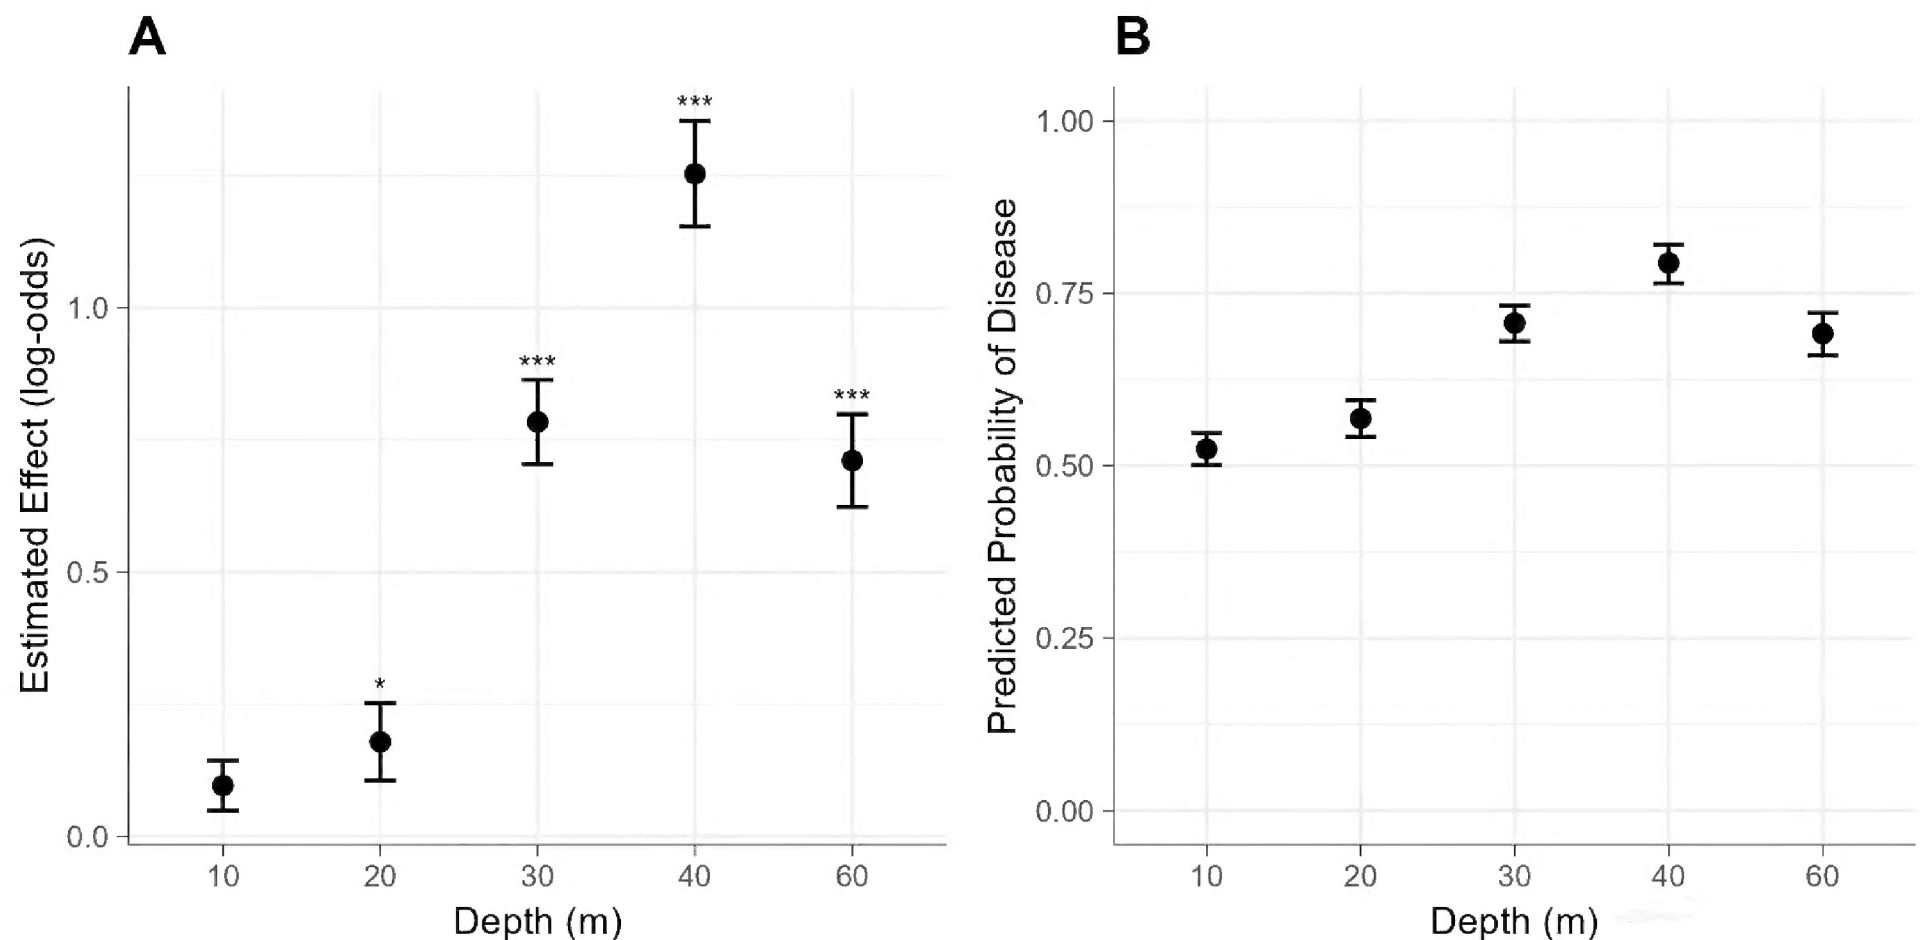 A
Estimated Effect (log-odds)
1.0
0.5
0.0
*
***
***
***
10 20 30 40 60
Depth (m)
B
Predicted Probability of Disease
1.00
0.75
0.50
0.25
0.00
10 20 30 40 60
Depth (m)